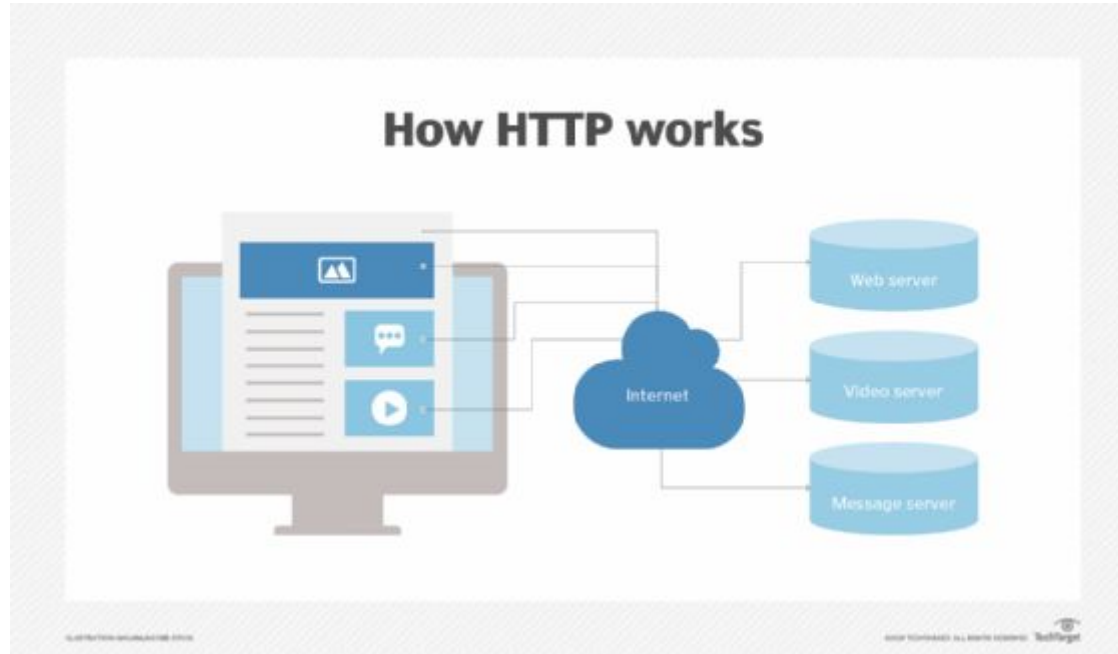 How HTTP works
Web server
Internet
Video server
Message server
TechTarget